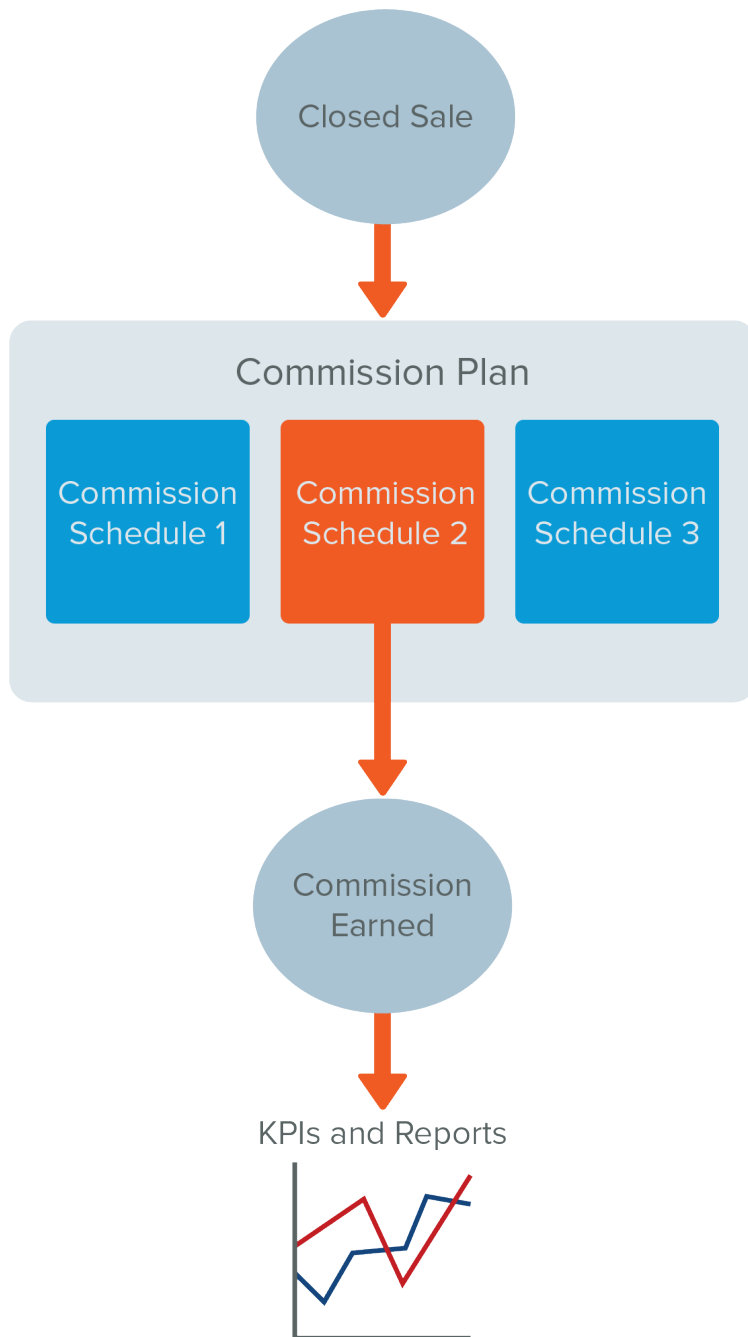 Closed Sale
Commission Plan
Commission
Schedule 1
Commission
Schedule 2
Commission
Schedule 3
Commission
Earned
KPIs and Reports